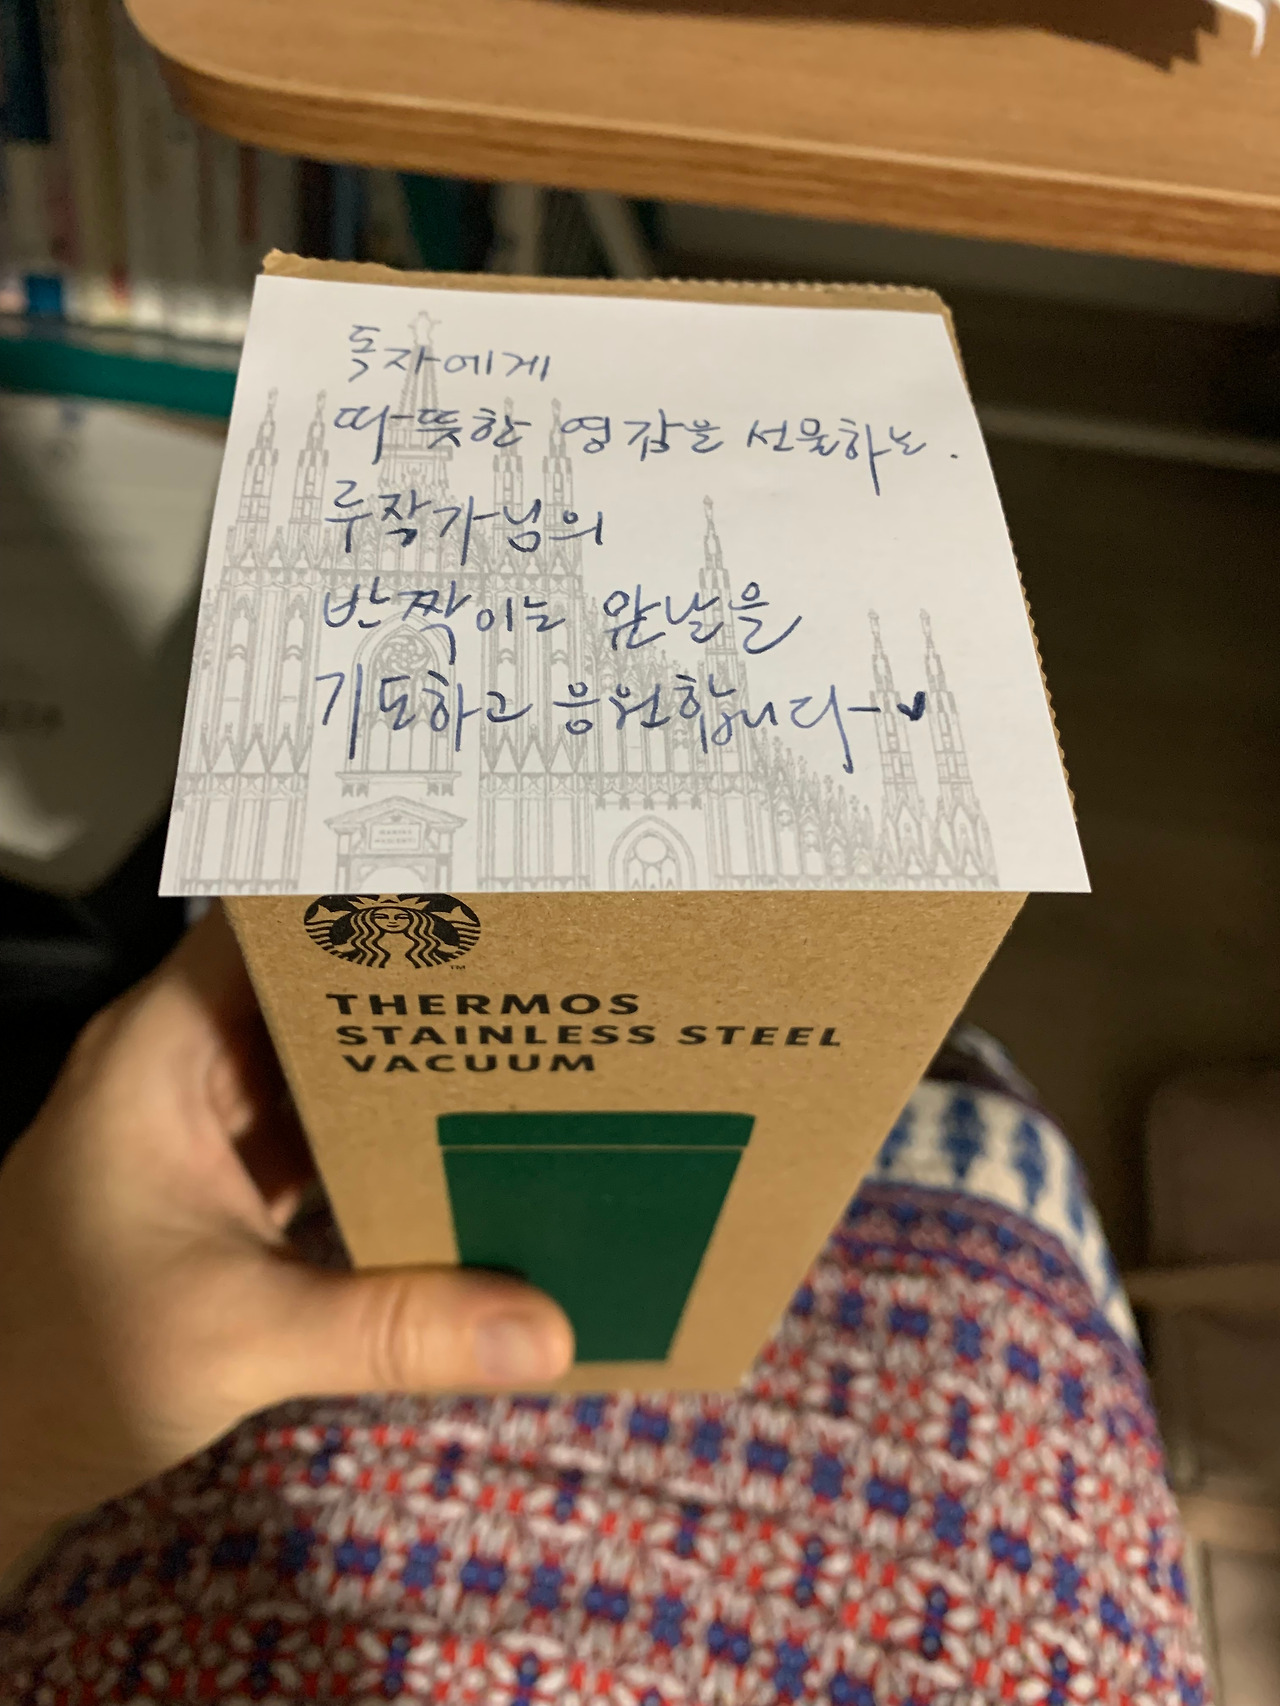 독자에게
따뜻한 영감을 선물하는.
루작가님의
반짝이는 앞날을
기도하고 응원합니다-
THERMOS
STAINLESS STEEL
VACUUM
TM